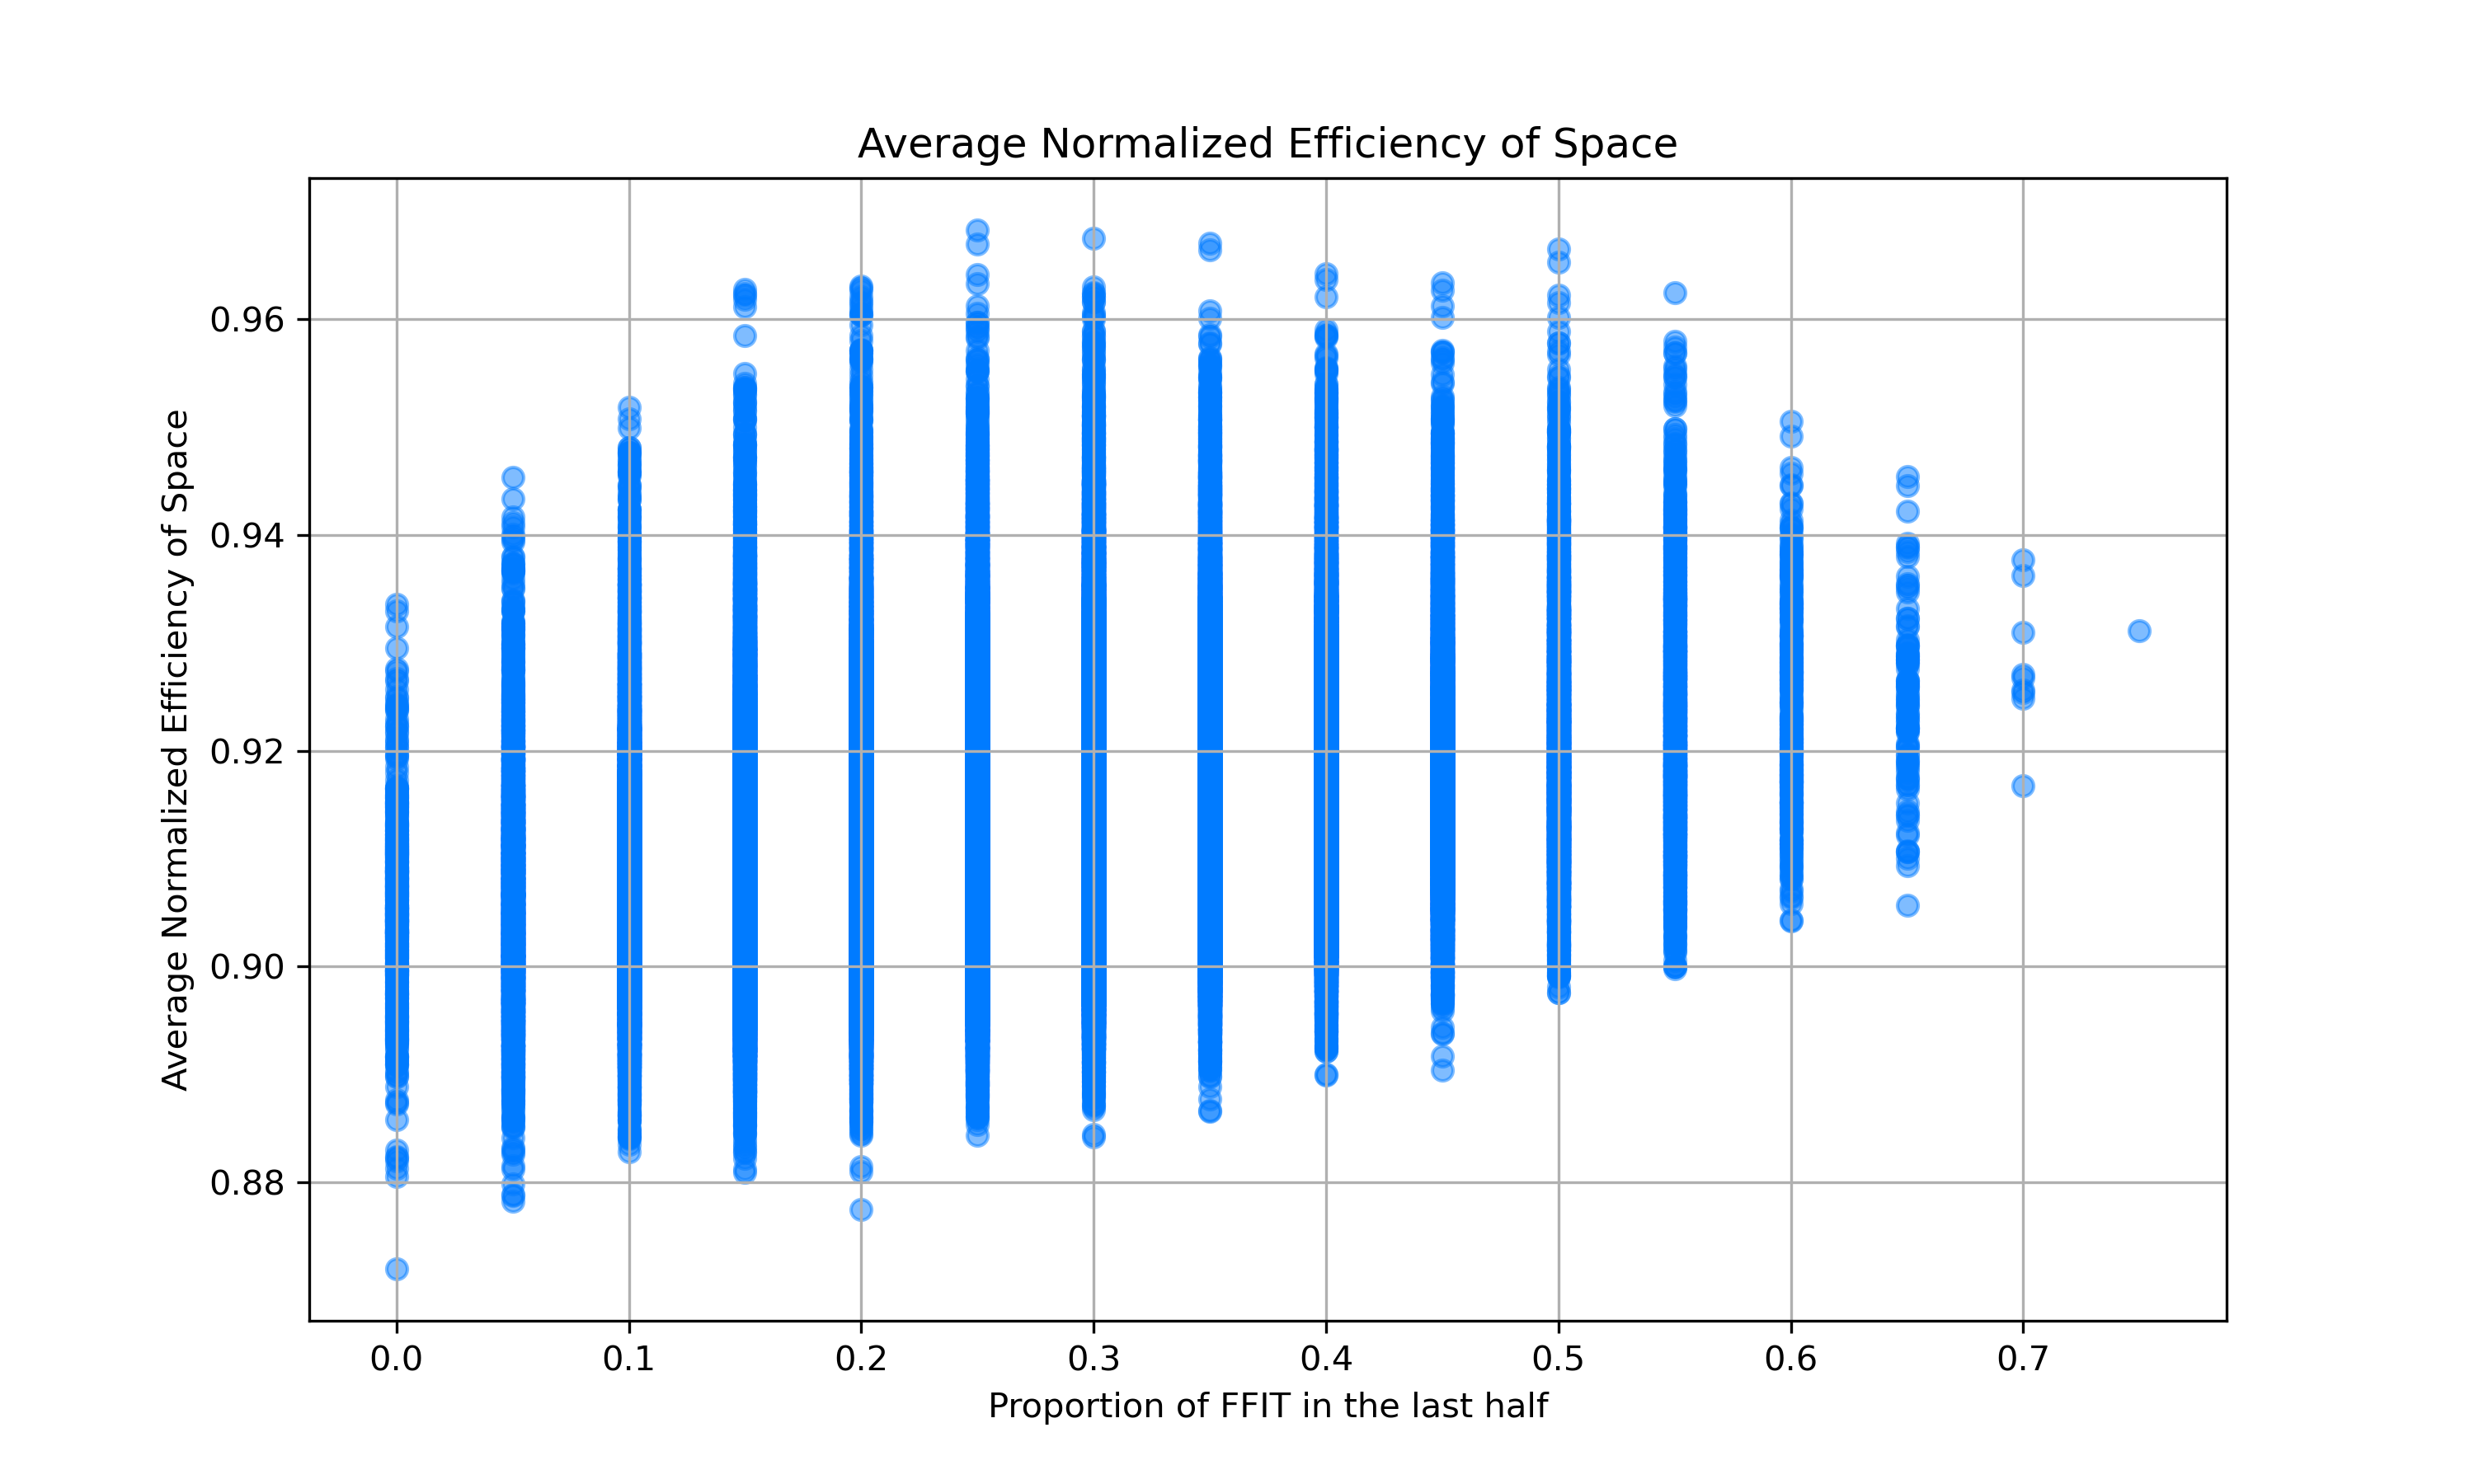 Average Normalized Efficiency of Space
Average Normalized Efficiency of Space
0.96
0.94
0.92
0.90
0.88
0.0 0.1 0.2 0.3 0.4 0.5 0.6 0.7
Proportion of FFIT in the last half